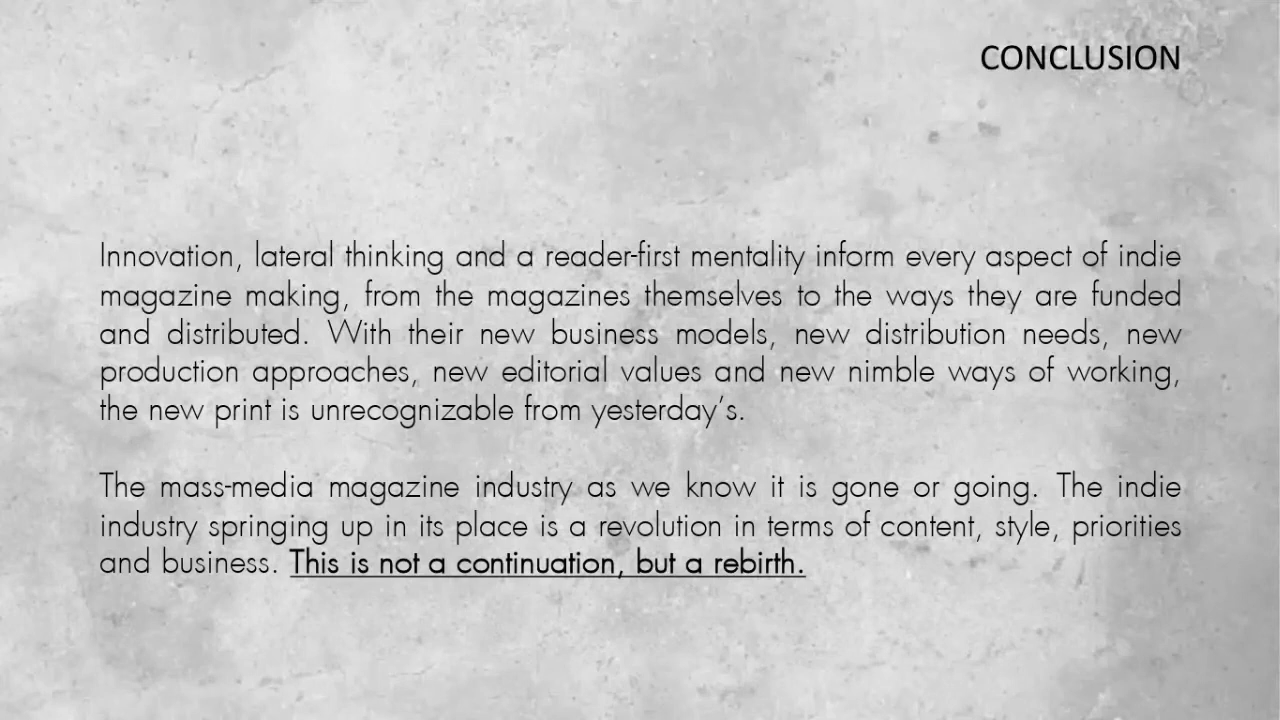 CONCLUSION
Innovation, lateral thinking and a reader-first mentality inform every aspect of indie
magazine making, from the magazines themselves to the ways they are funded
and distributed. With their new business models, new distribution needs, new
production approaches, new editorial values and new nimble ways of working,
the new print is unrecognizable from yesterday’s.
The mass-media magazine industry as we know it is gone or going. The indie
industry springing up in its place is a revolution in terms of content, style, priorities
and business. This is not a continuation, but a rebirth.